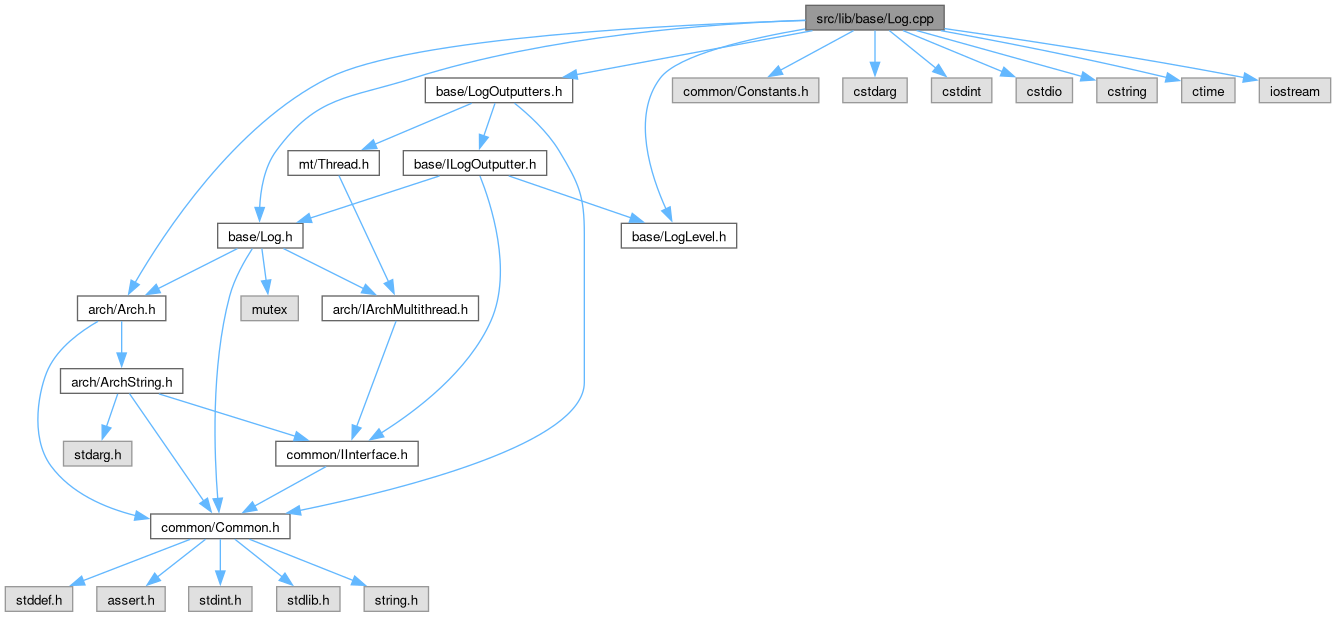 src/lib/base/Log.cpp
base/LogOutputters.h
common/Constants.h
cstdarg
cstdint
cstdio
cstring
ctime
iostream
mt/Thread.h
base/ILogOutputter.h
base/Log.h
base/LogLevel.h
arch/Arch.h
mutex
arch/IArchMultithread.h
arch/ArchString.h
stdarg.h
common/IInterface.h
common/Common.h
stddef.h
assert.h
stdint.h
stdlib.h
string.h